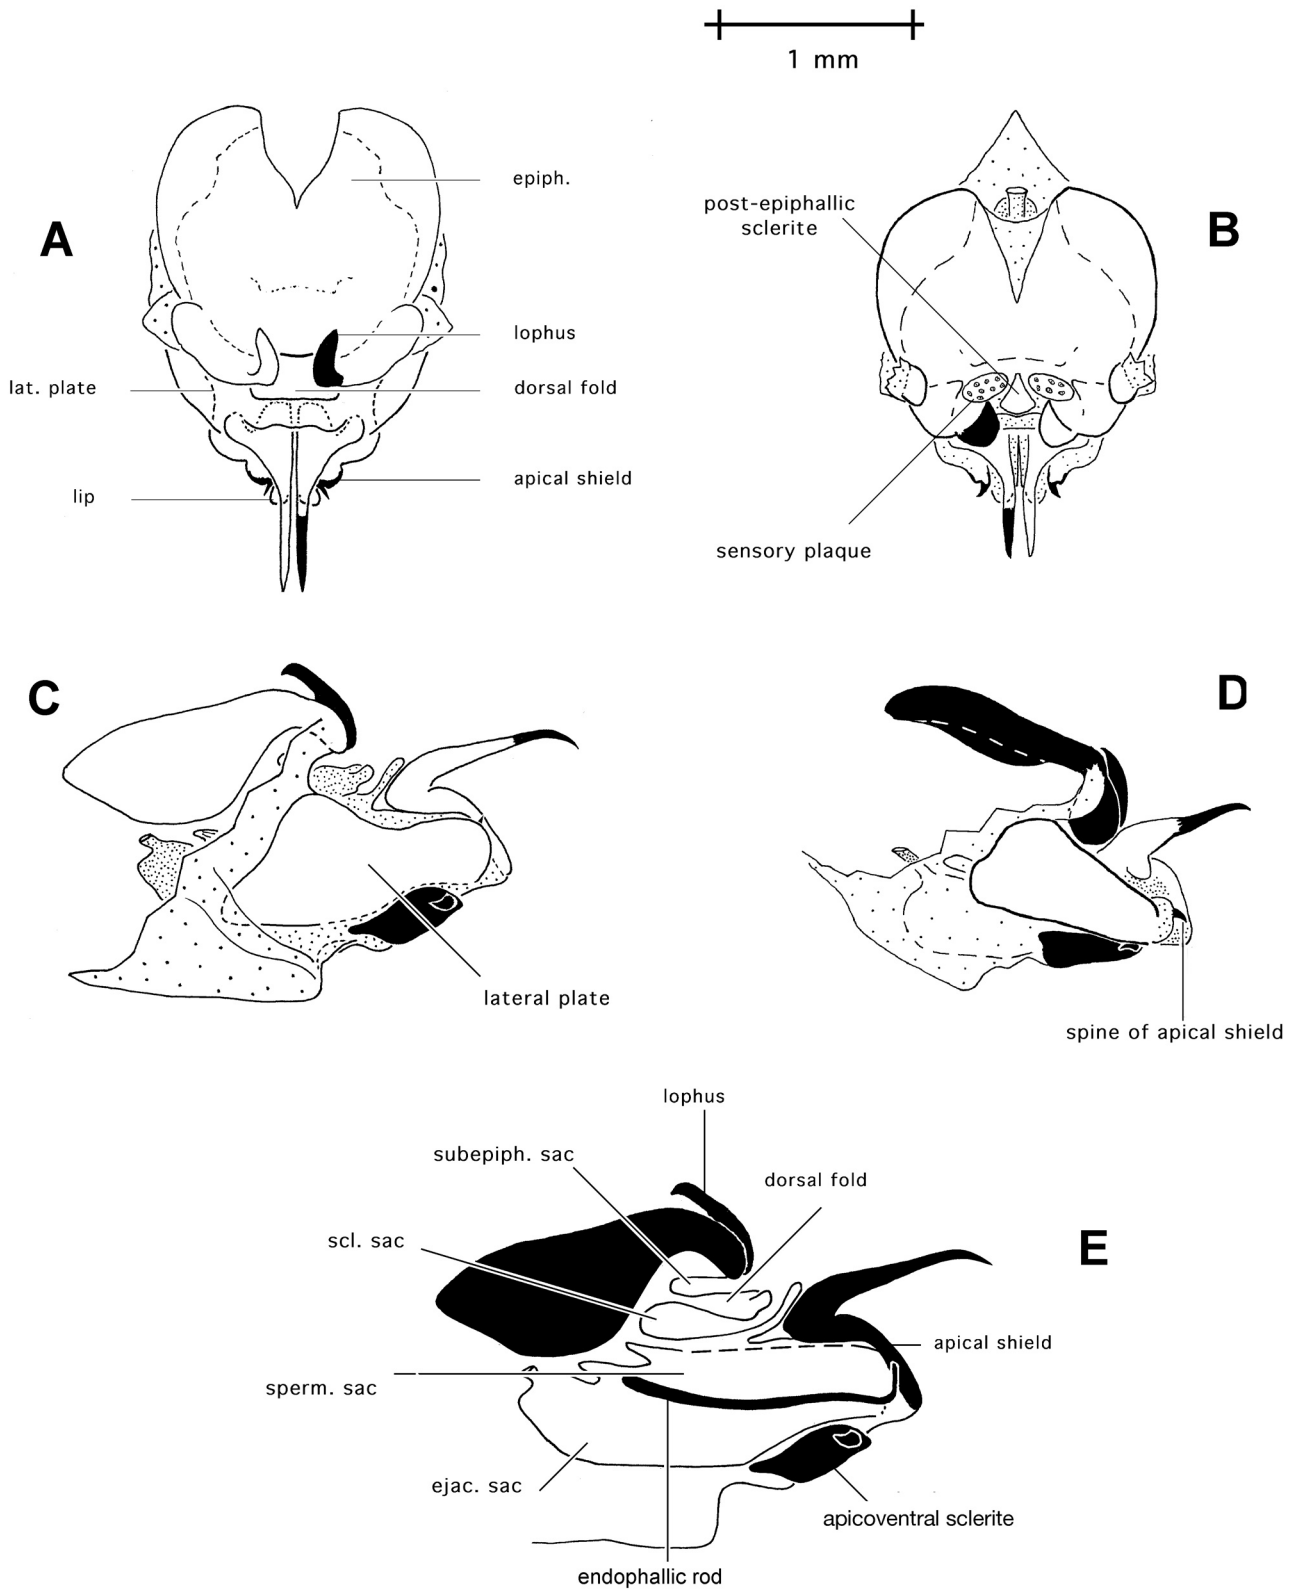 1 mm
A
epiph.
lophus
lat. plate
dorsal fold
apical shield
lip
B
post-epiphallic
sclerite
sensory plaque
C
lateral plate
D
spine of apical shield
E
lophus
subepiph. sac
dorsal fold
scl. sac
apical shield
sperm. sac
ejac. sac
apicoventral sclerite
endophallic rod